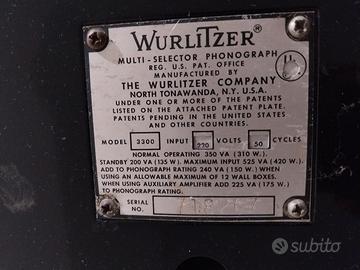 WURLITZER®
MULTI-SELECTOR PHONOGRAPH
REG. U.S. PAT. OFFICE
MANUFACTURED BY
THE WURLITZER COMPANY
NORTH TONAWANDA, N.Y. U.S.A.
UNDER ONE OR MORE OF THE PATENTS
LISTED ON THE ATTACHED PATENT PLATE.
PATENTS PENDING IN THE UNITED STATES
AND OTHER COUNTRIES.
MODEL 3300 INPUT 220 VOLTS 50 CYCLES
NORMAL OPERATING 350 VA (310 W.)
STANDBY 200 VA (135 W.) MAXIMUM INPUT 525 VA (420 W.)
ADD TO PHONOGRAPH RATING 240 VA (150 W.) WHEN
USING AN ALLOWABLE MAXIMUM OF 12 WALL BOXES.
WHEN USING AUXILIARY AMPLIFIER ADD 225 VA (175 W.)
TO PHONOGRAPH RATING.
SERIAL
NO.
subito